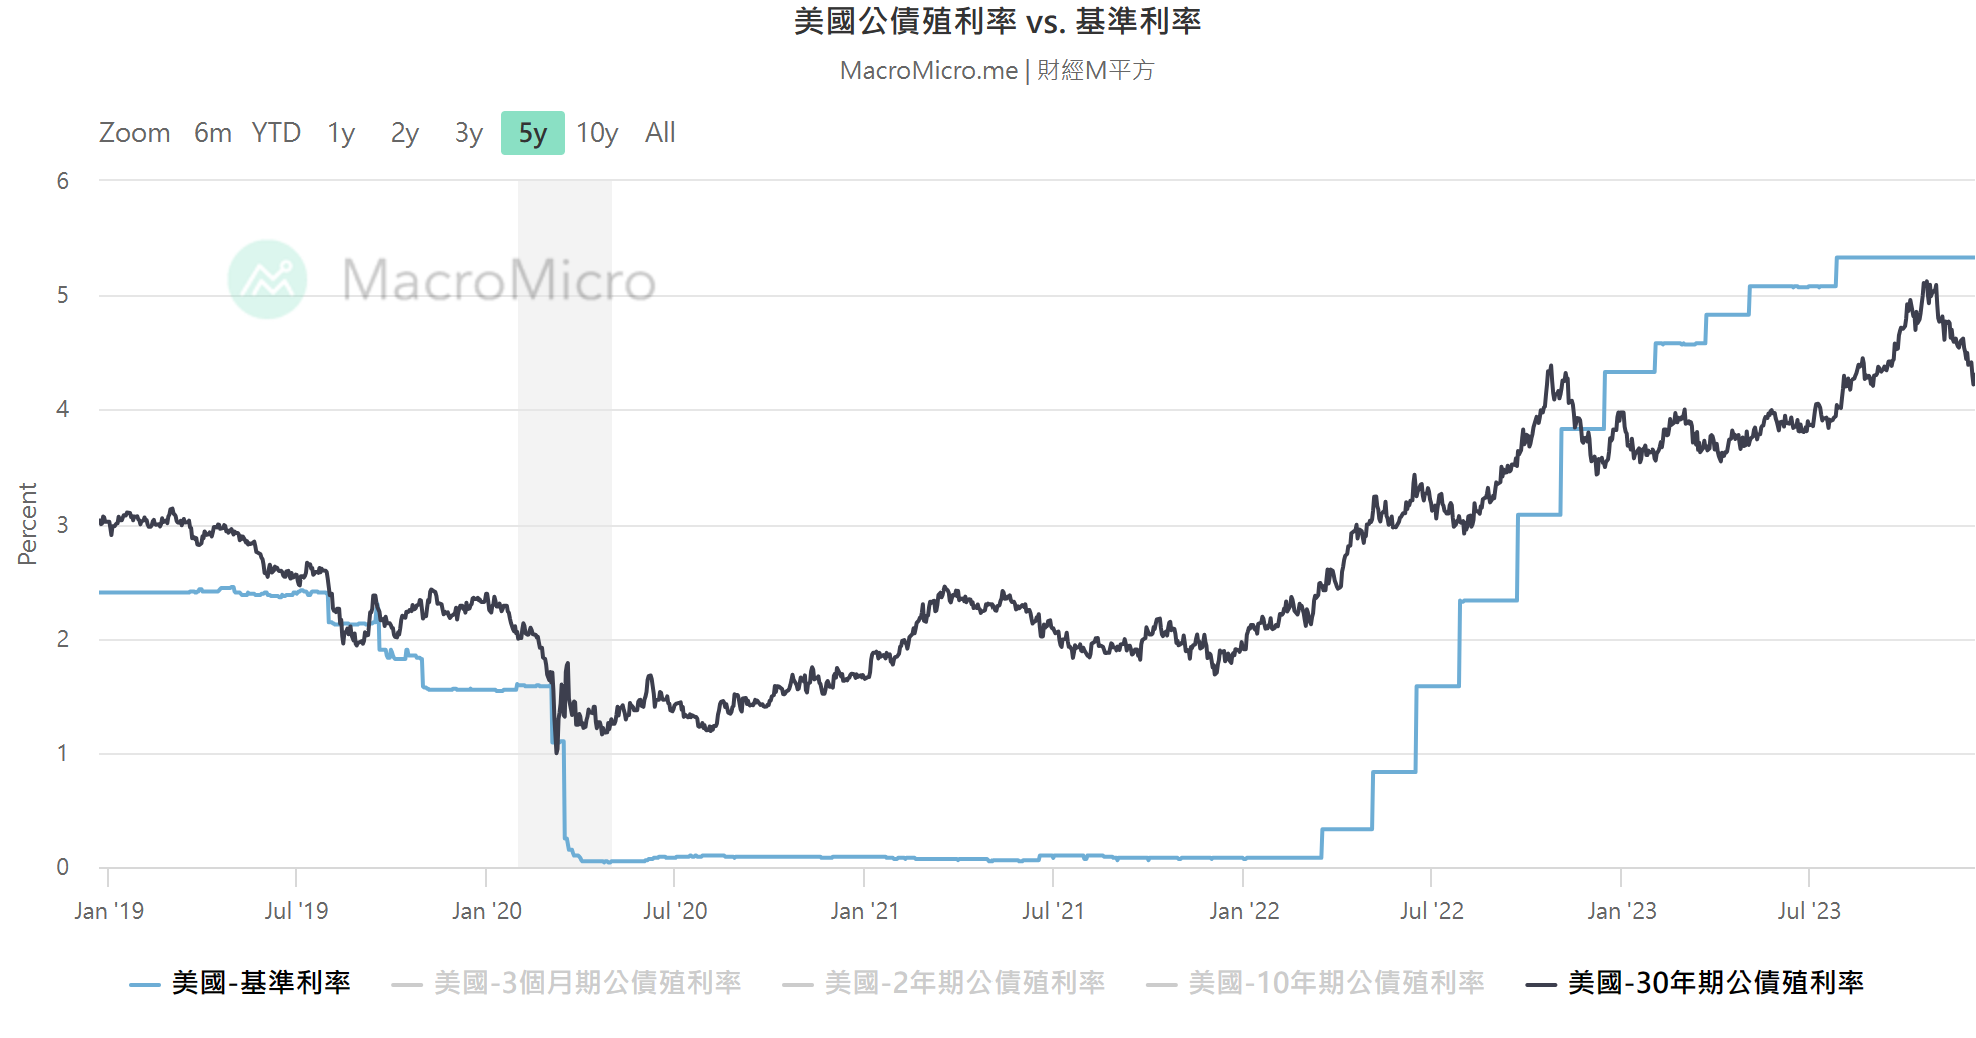 美國公債殖利率 vs. 基準利率
MacroMicro.me | 財經M平方
Zoom 6m YTD 1y 2y 3y 5y 10y All
MacroMicro
Percent
6
5
4
3
2
1
0
Jan '19 Jul '19 Jan '20 Jul '20 Jan '21 Jul '21 Jan '22 Jul '22 Jan '23 Jul '23
美國-基準利率 美國-3個月期公債殖利率 美國-2年期公債殖利率 美國-10年期公債殖利率 美國-30年期公債殖利率